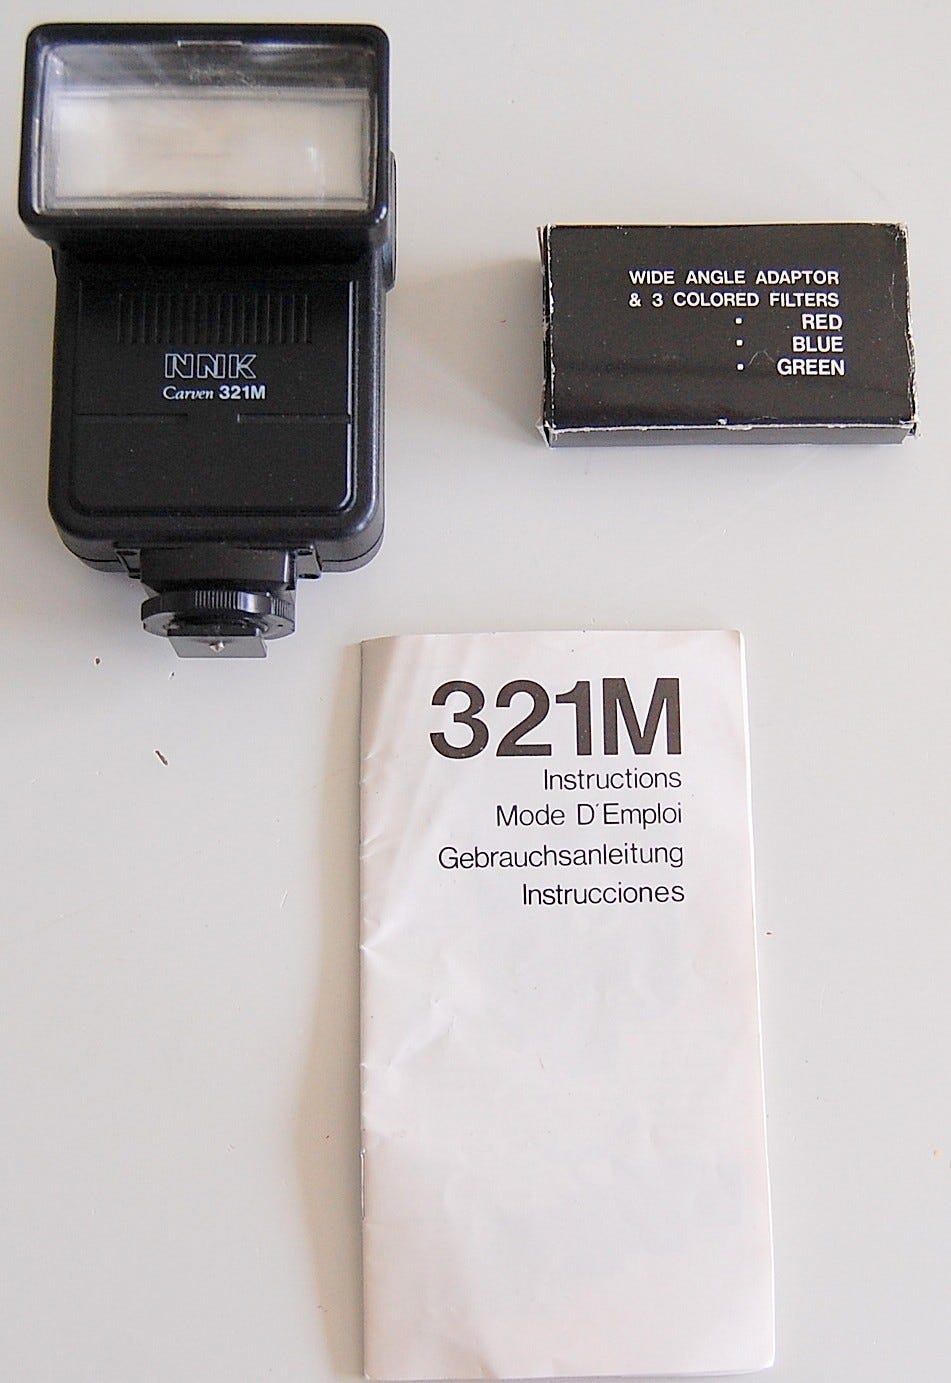 NNK
Carven 321M
WIDE ANGLE ADAPTOR
& 3 COLORED FILTERS
· RED
· BLUE
· GREEN
321M
Instructions
Mode D'Emploi
Gebrauchsanleitung
Instrucciones